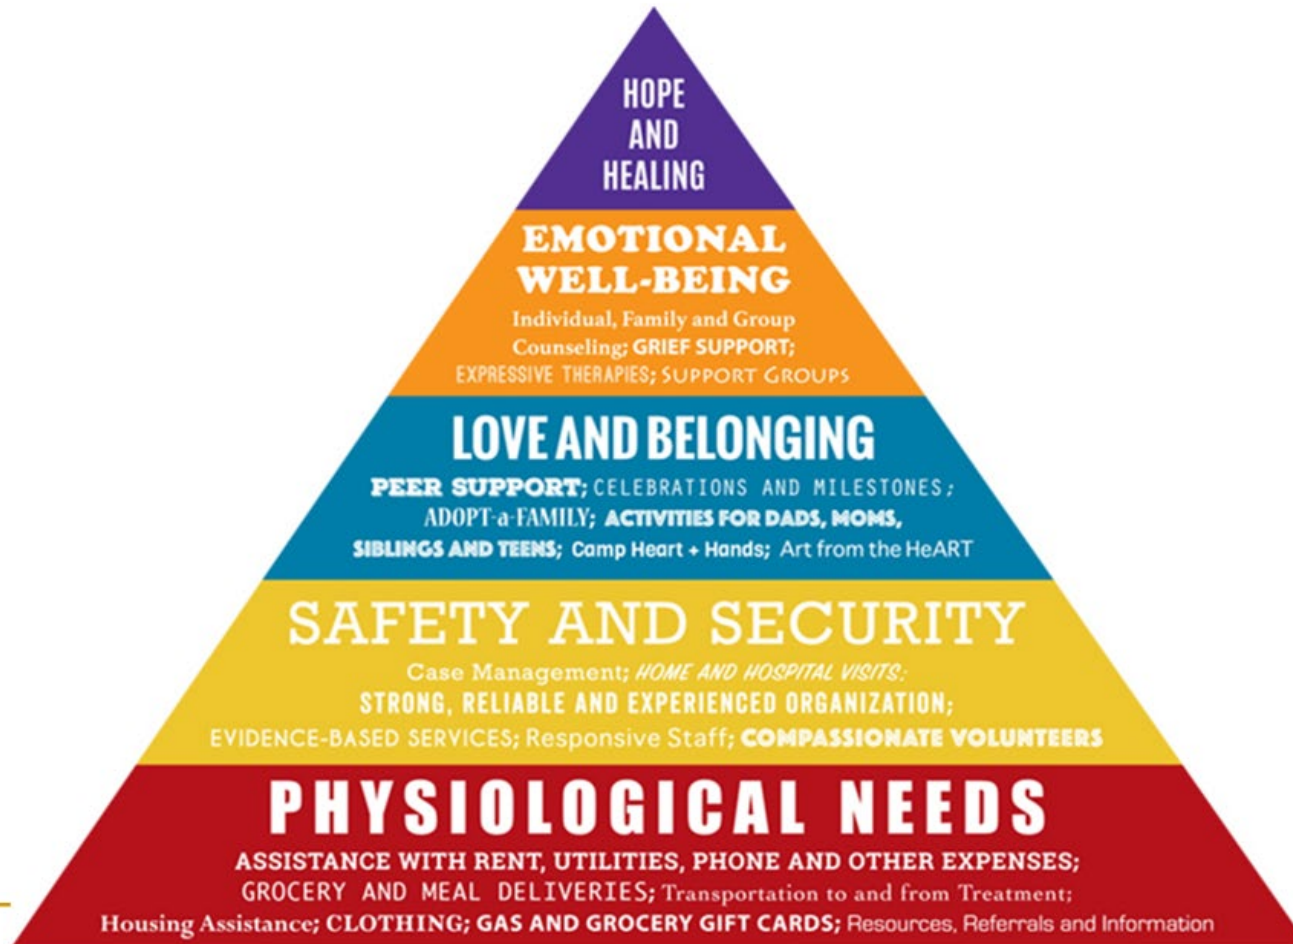 HOPE
AND
HEALING
EMOTIONAL
WELL-BEING
Individual, Family and Group
Counseling; GRIEF SUPPORT;
EXPRESSIVE THERAPIES; SUPPORT GROUPS
LOVE AND BELONGING
PEER SUPPORT; CELEBRATIONS AND MILESTONES;
ADOPT-a-FAMILY; ACTIVITIES FOR DADS, MOMS,
SIBLINGS AND TEENS; Camp Heart + Hands; Art from the HeART
SAFETY AND SECURITY
Case Management; HOME AND HOSPITAL VISITS;
STRONG, RELIABLE AND EXPERIENCED ORGANIZATION;
EVIDENCE-BASED SERVICES; Responsive Staff; COMPASSIONATE VOLUNTEERS
PHYSIOLOGICAL NEEDS
ASSISTANCE WITH RENT, UTILITIES, PHONE AND OTHER EXPENSES;
GROCERY AND MEAL DELIVERIES; Transportation to and from Treatment;
Housing Assistance; CLOTHING; GAS AND GROCERY GIFT CARDS; Resources, Referrals and Information